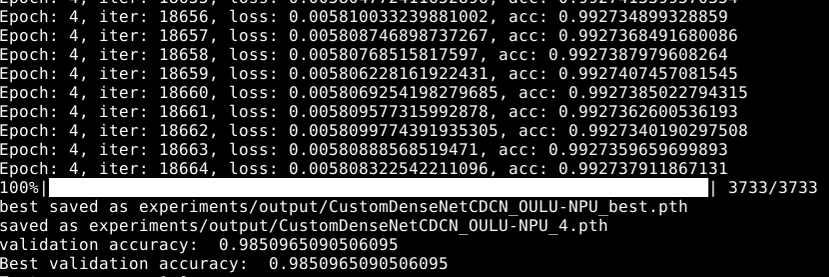 Epoch: 4, iter: 18656, loss: 0.005810033239881002, acc: 0.992734899328859
Epoch: 4, iter: 18657, loss: 0.005808746898737267, acc: 0.9927368491680086
Epoch: 4, iter: 18658, loss: 0.00580768515817597, acc: 0.9927387979608264
Epoch: 4, iter: 18659, loss: 0.005806228161922431, acc: 0.9927407457081545
Epoch: 4, iter: 18660, loss: 0.0058069254198279685, acc: 0.9927385022794315
Epoch: 4, iter: 18661, loss: 0.005809577315992878, acc: 0.9927362600536193
Epoch: 4, iter: 18662, loss: 0.0058099774391935305, acc: 0.9927340190297508
Epoch: 4, iter: 18663, loss: 0.00580888568519471, acc: 0.9927359659699893
Epoch: 4, iter: 18664, loss: 0.005808322542211096, acc: 0.992737911867131
100%| | 3733/3733
best saved as experiments/output/CustomDenseNetCDCN_OULU-NPU_best.pth
saved as experiments/output/CustomDenseNetCDCN_OULU-NPU_4.pth
validation accuracy:  0.9850965090506095
Best validation accuracy:  0.9850965090506095